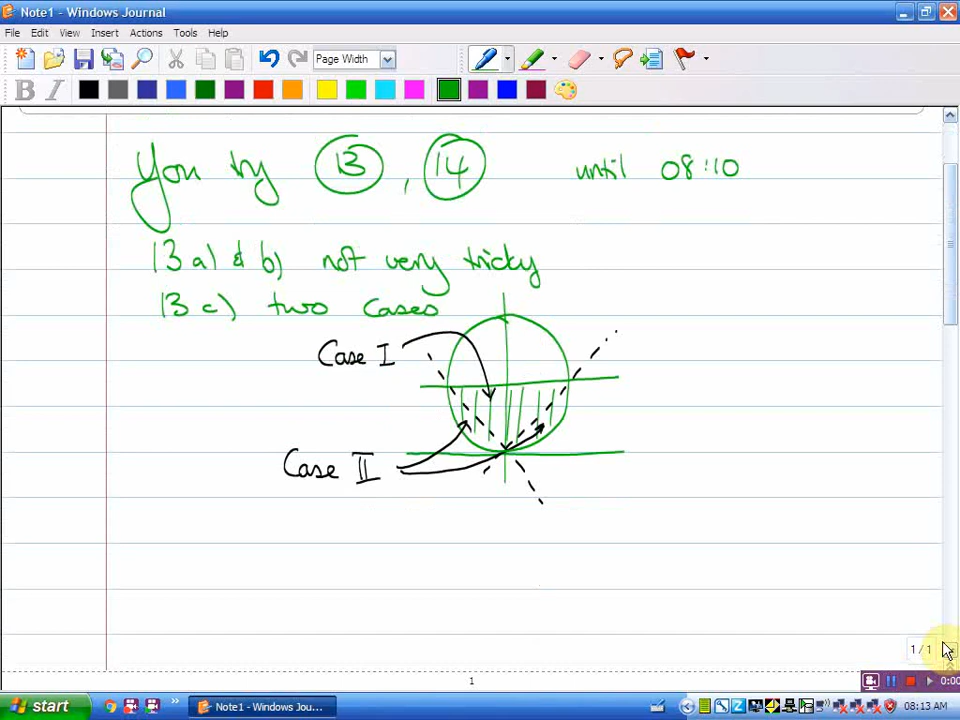 Note1 - Windows Journal
File Edit View Insert Actions Tools Help
Page Width
B I
You try 13 , 14 until 08:10
13 a) & b) not very tricky
13 c) two cases
Case I
Case II
1 / 1
1
0:00
start
Note1 - Windows Jou...
08:13 AM